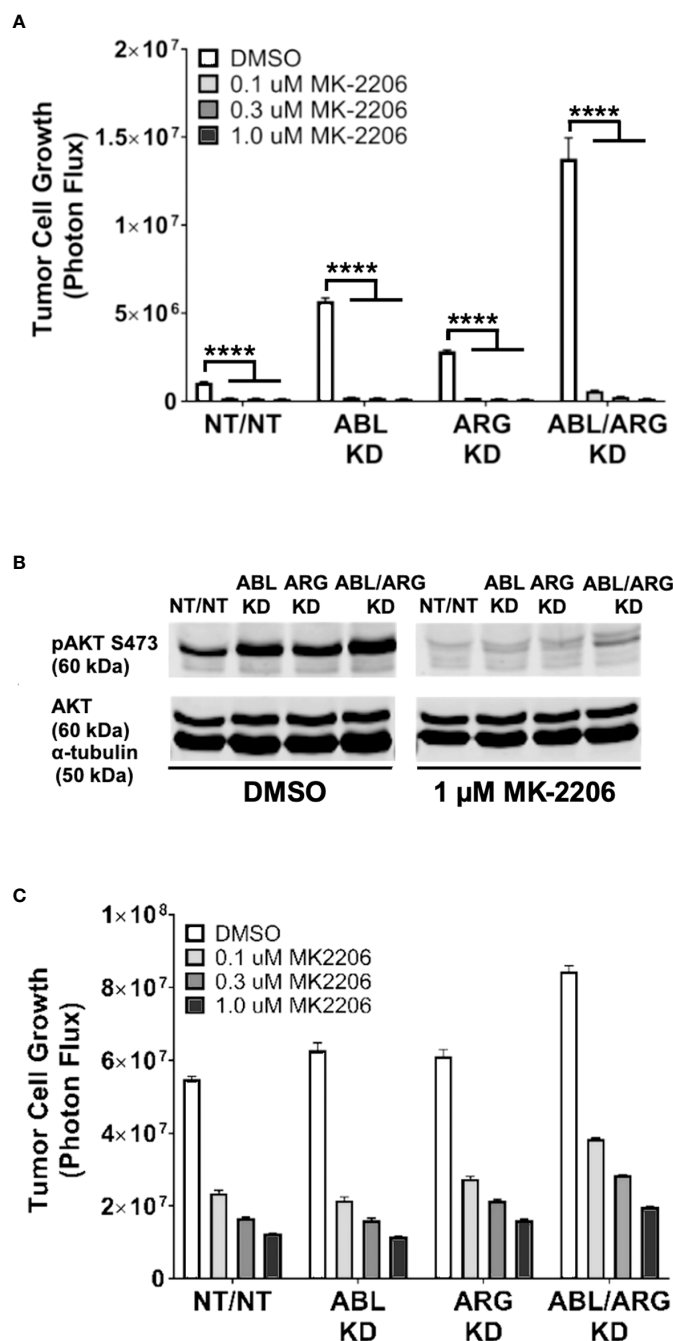 A
Tumor Cell Growth
(Photon Flux)
2×10⁷
1.5×10⁷
1×10⁷
5×10⁶
0
DMSO
0.1 uM MK-2206
0.3 uM MK-2206
1.0 uM MK-2206
****
****
****
****
NT/NT
ABL
KD
ARG
KD
ABL/ARG
KD
B
NT/NT
ABL
KD
ARG
KD
ABL/ARG
KD
NT/NT
ABL
KD
ARG
KD
ABL/ARG
KD
pAKT S473
(60 kDa)
AKT
(60 kDa)
α-tubulin
(50 kDa)
DMSO
1 µM MK-2206
C
Tumor Cell Growth
(Photon Flux)
1×10⁸
8×10⁷
6×10⁷
4×10⁷
2×10⁷
0
DMSO
0.1 uM MK2206
0.3 uM MK2206
1.0 uM MK2206
NT/NT
ABL
KD
ARG
KD
ABL/ARG
KD